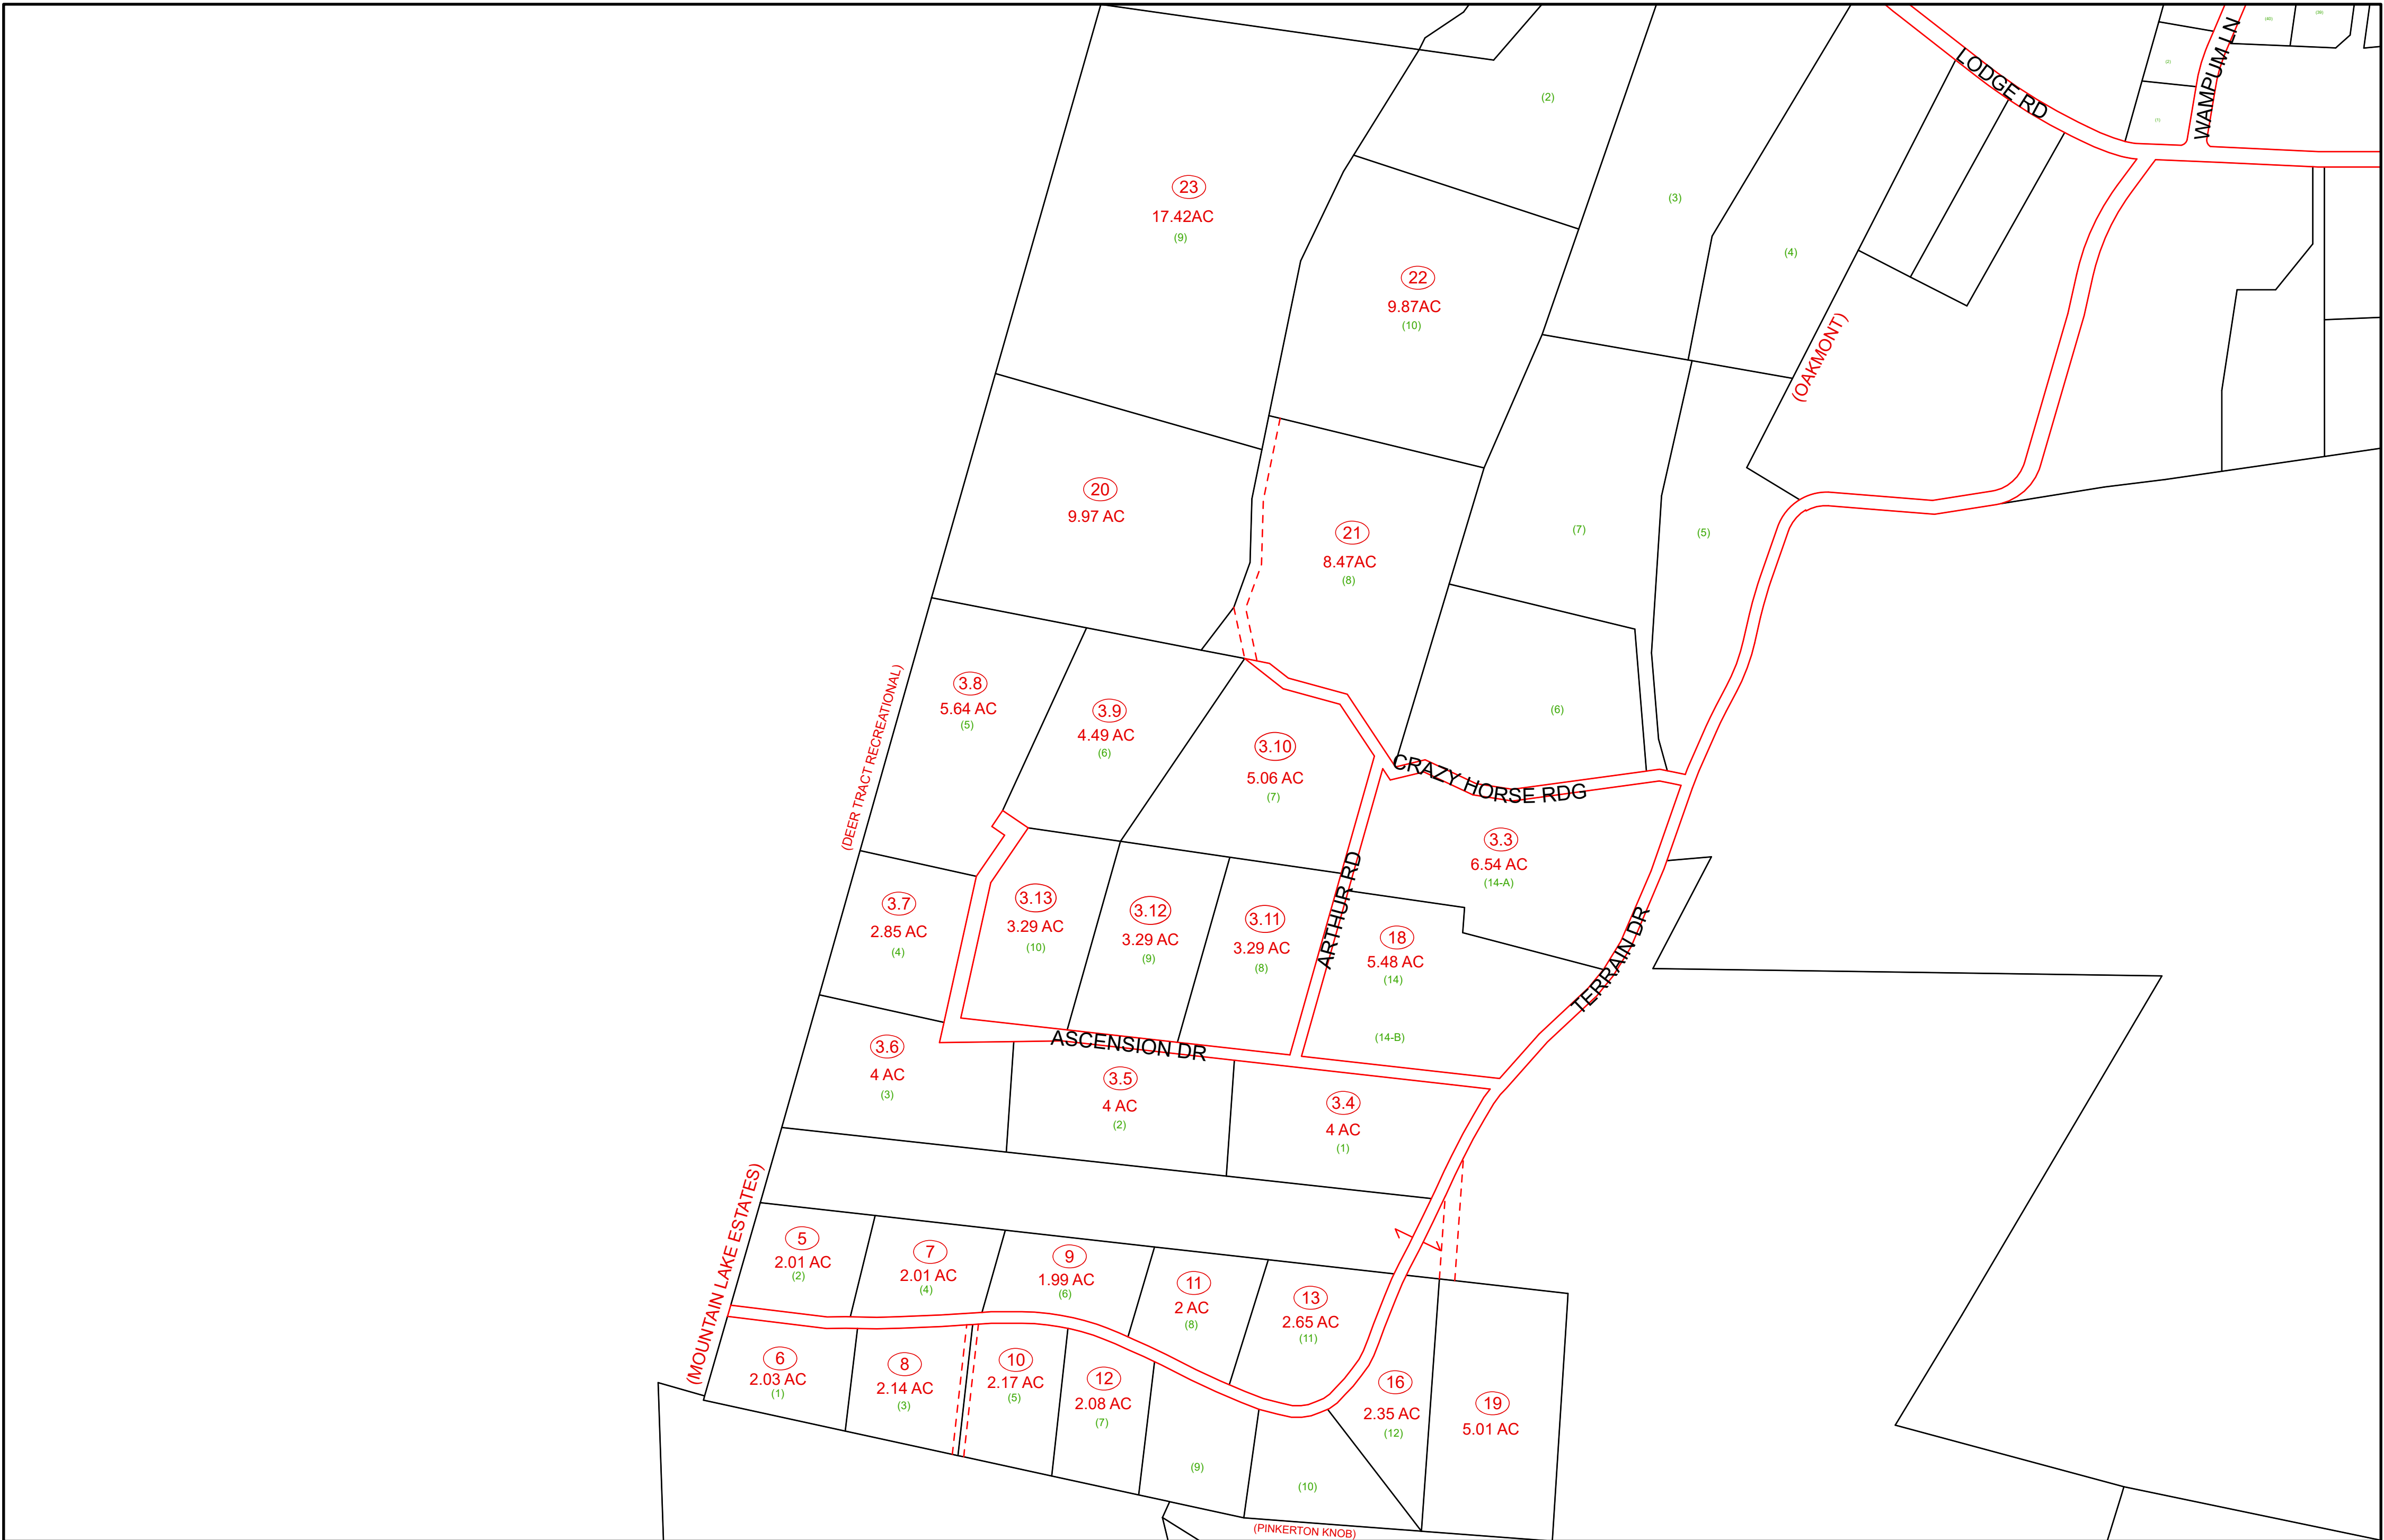 (40)
(39)
WAMPUM LN
LODGE RD
(2)
(1)
(2)
23
17.42AC
(9)
(3)
(4)
22
9.87AC
(10)
(OAKMONT)
20
9.97 AC
21
8.47AC
(8)
(7)
(5)
(DEER TRACT RECREATIONAL)
3.8
5.64 AC
(5)
3.9
4.49 AC
(6)
3.10
5.06 AC
(7)
(6)
CRAZY HORSE RDG
3.3
6.54 AC
(14-A)
ARTHUR RD
3.7
2.85 AC
(4)
3.13
3.29 AC
(10)
3.12
3.29 AC
(9)
3.11
3.29 AC
(8)
18
5.48 AC
(14)
(14-B)
TERRAIN DR
ASCENSION DR
3.6
4 AC
(3)
3.5
4 AC
(2)
3.4
4 AC
(1)
(MOUNTAIN LAKE ESTATES)
5
2.01 AC
(2)
7
2.01 AC
(4)
9
1.99 AC
(6)
11
2 AC
(8)
13
2.65 AC
(11)
6
2.03 AC
(1)
8
2.14 AC
(3)
10
2.17 AC
(5)
12
2.08 AC
(7)
16
2.35 AC
(12)
19
5.01 AC
(9)
(10)
(PINKERTON KNOB)